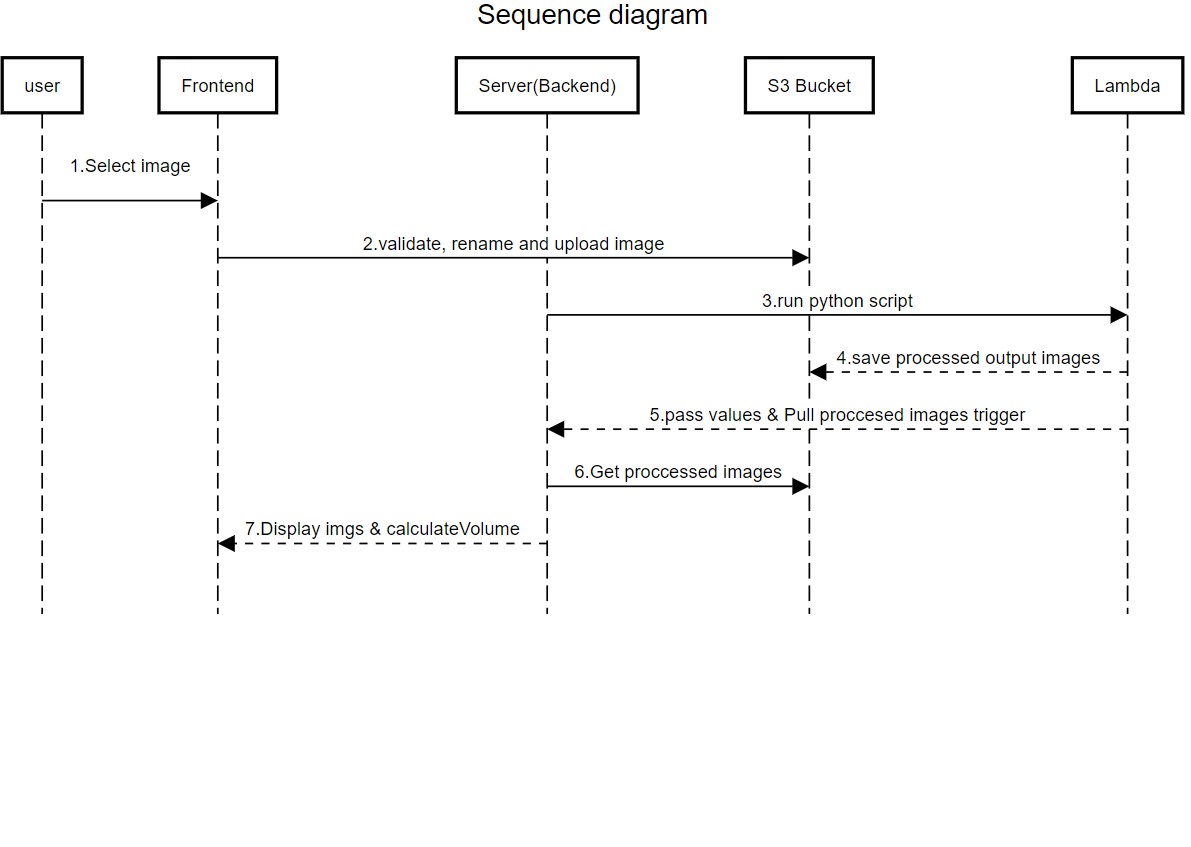 Sequence diagram
user
Frontend
Server(Backend)
S3 Bucket
Lambda
1.Select image
2.validate, rename and upload image
3.run python script
4.save processed output images
5.pass values & Pull proccesed images trigger
6.Get proccessed images
7.Display imgs & calculateVolume